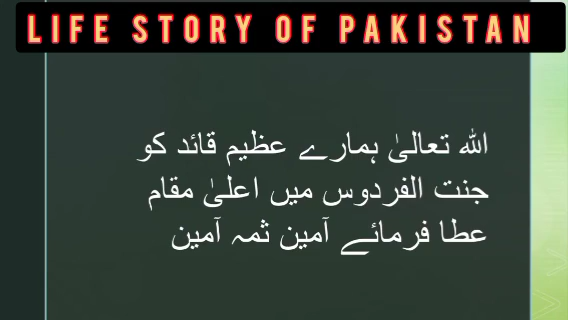 LIFE STORY OF PAKISTAN
اللہ تعالیٰ ہمارے عظیم قائد کو
جنت الفردوس میں اعلیٰ مقام
عطا فرمائے آمین ثمہ آمین